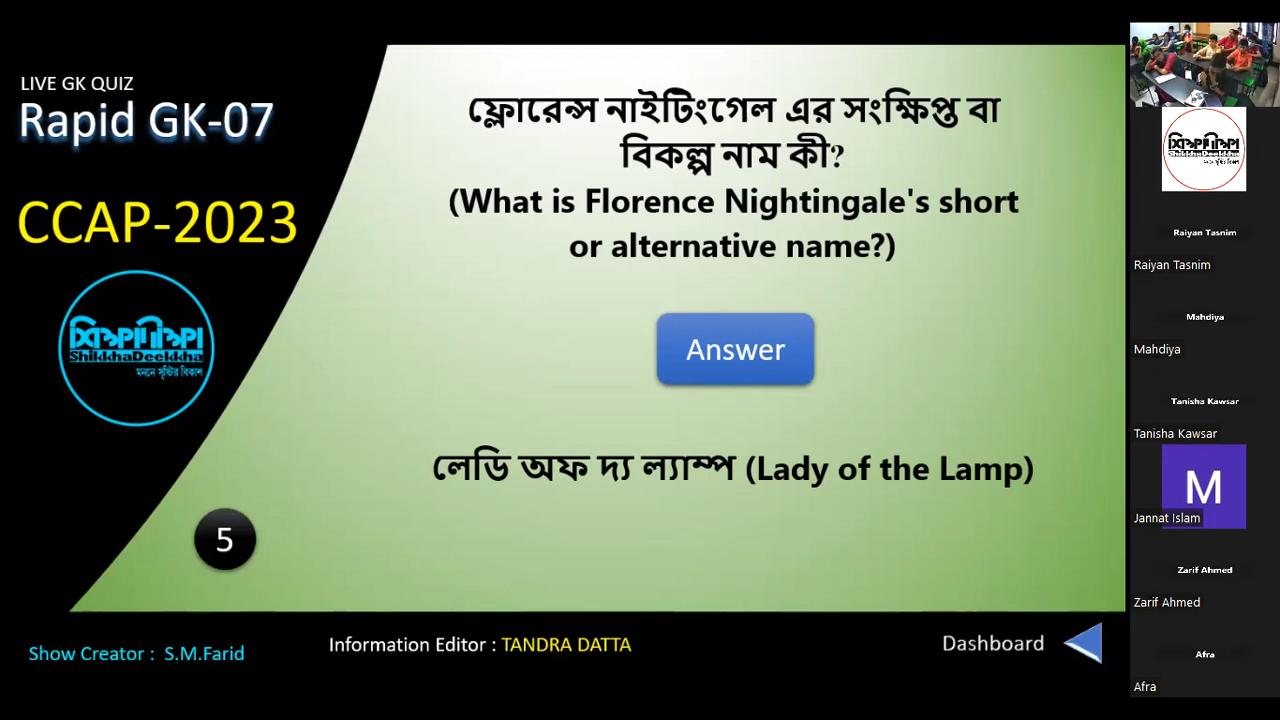 LIVE GK QUIZ
Rapid GK-07
CCAP-2023
শিক্ষাদীক্ষা
ShikkhaDeekkha
মননে সৃষ্টির বিকাশ
5
ফ্লোরেন্স নাইটিংগেল এর সংক্ষিপ্ত বা
বিকল্প নাম কী?
(What is Florence Nightingale's short
or alternative name?)
Answer
লেডি অফ দ্য ল্যাম্প (Lady of the Lamp)
Show Creator : S.M.Farid
Information Editor : TANDRA DATTA
Dashboard
শিক্ষাদীক্ষা
ShikkhaDeekkha
Raiyan Tasnim
Raiyan Tasnim
Mahdiya
Mahdiya
Tanisha Kawsar
Tanisha Kawsar
M
Jannat Islam
Zarif Ahmed
Zarif Ahmed
Afra
Afra